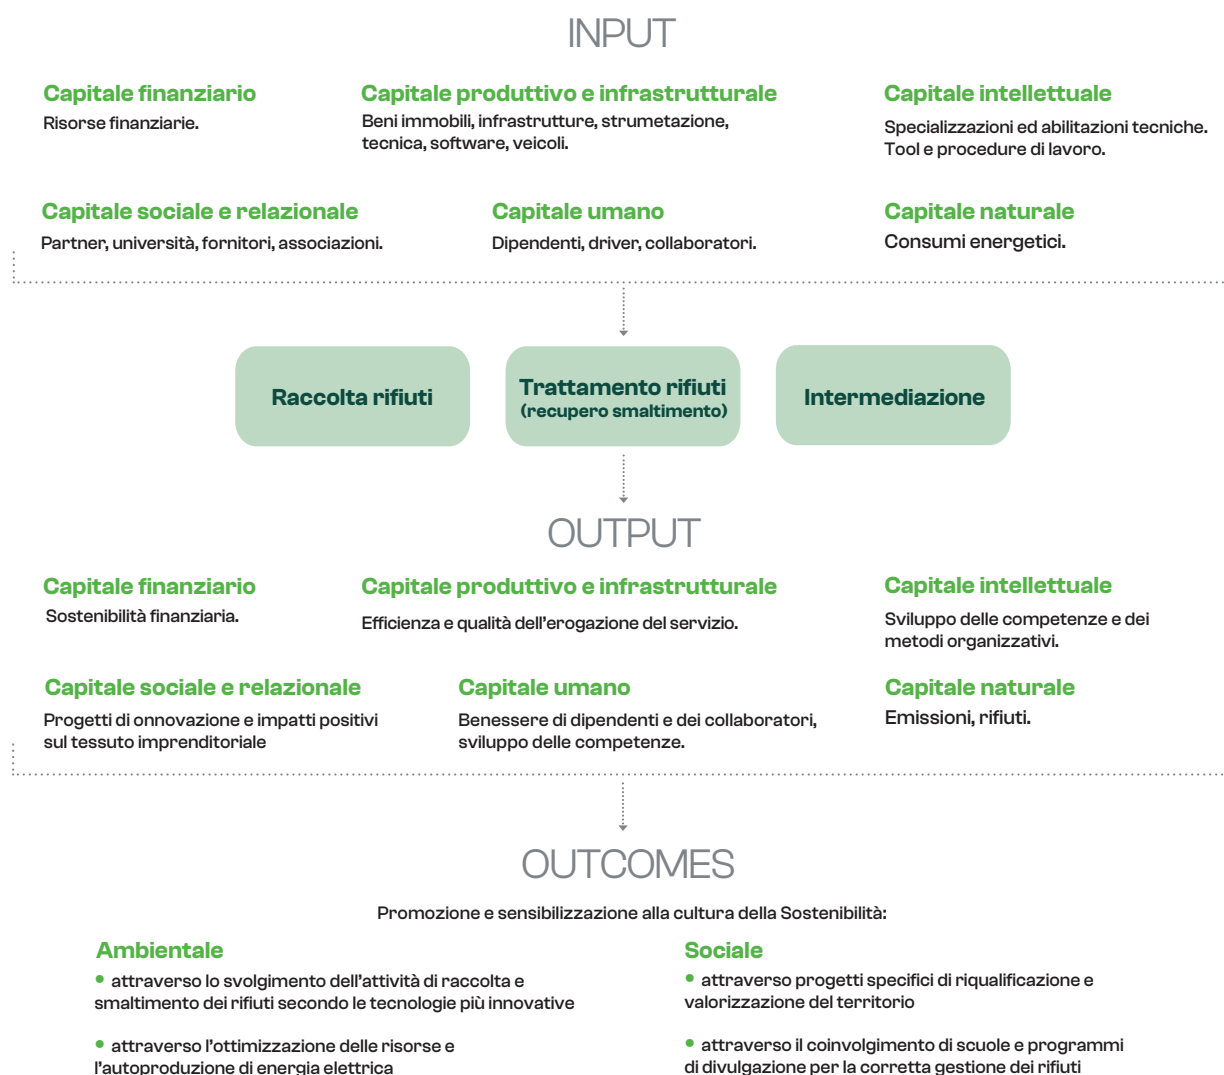 INPUT
Capitale finanziario
Risorse finanziarie.
Capitale produttivo e infrastrutturale
Beni immobili, infrastrutture, strumetazione,
tecnica, software, veicoli.
Capitale intellettuale
Specializzazioni ed abilitazioni tecniche.
Tool e procedure di lavoro.
Capitale sociale e relazionale
Partner, università, fornitori, associazioni.
Capitale umano
Dipendenti, driver, collaboratori.
Capitale naturale
Consumi energetici.
Raccolta rifiuti
Trattamento rifiuti
(recupero smaltimento)
Intermediazione
OUTPUT
Capitale finanziario
Sostenibilità finanziaria.
Capitale produttivo e infrastrutturale
Efficienza e qualità dell'erogazione del servizio.
Capitale intellettuale
Sviluppo delle competenze e dei
metodi organizzativi.
Capitale sociale e relazionale
Progetti di onnovazione e impatti positivi
sul tessuto imprenditoriale
Capitale umano
Benessere di dipendenti e dei collaboratori,
sviluppo delle competenze.
Capitale naturale
Emissioni, rifiuti.
OUTCOMES
Promozione e sensibilizzazione alla cultura della Sostenibilità:
Ambientale
• attraverso lo svolgimento dell'attività di raccolta e
smaltimento dei rifiuti secondo le tecnologie più innovative
• attraverso l'ottimizzazione delle risorse e
l'autoproduzione di energia elettrica
Sociale
• attraverso progetti specifici di riqualificazione e
valorizzazione del territorio
• attraverso il coinvolgimento di scuole e programmi
di divulgazione per la corretta gestione dei rifiuti